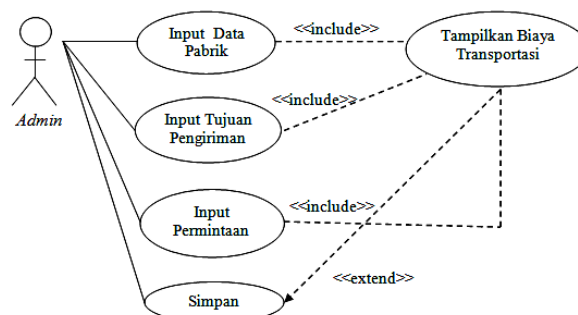 Input Data
Pabrik
<<include>>
Tampilkan Biaya
Transportasi
Admin
Input Tujuan
Pengiriman
<<include>>
Input
Permintaan
<<include>>
Simpan
<<extend>>